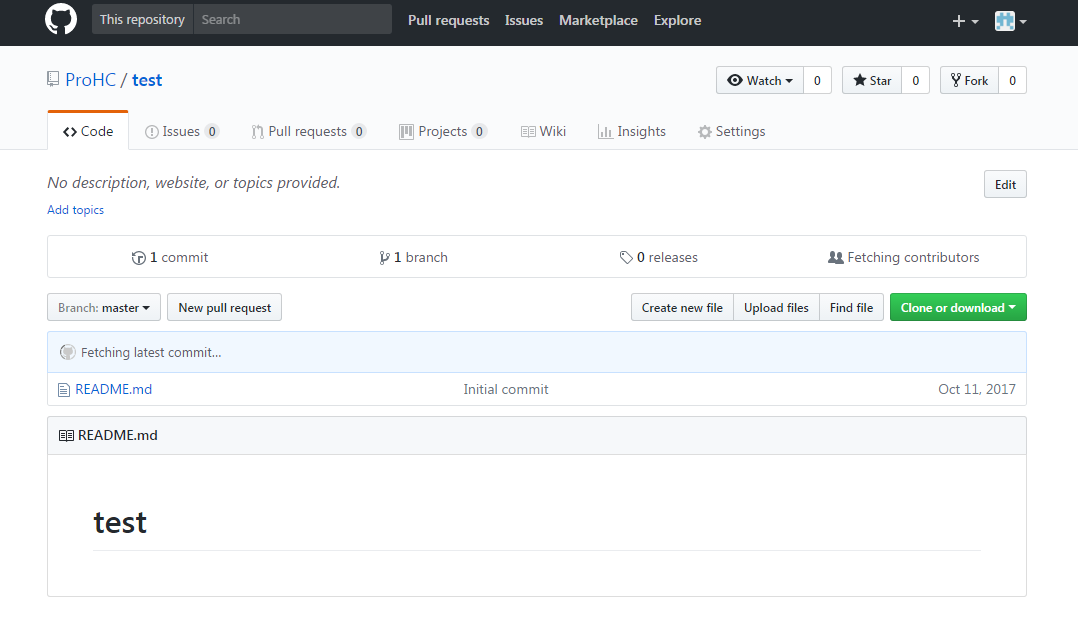 This repository Search Pull requests Issues Marketplace Explore
ProHC / test Watch 0 Star 0 Fork 0
Code Issues 0 Pull requests 0 Projects 0 Wiki Insights Settings
No description, website, or topics provided. Edit
Add topics
1 commit 1 branch 0 releases Fetching contributors
Branch: master New pull request Create new file Upload files Find file Clone or download
Fetching latest commit...
README.md Initial commit Oct 11, 2017
README.md
test